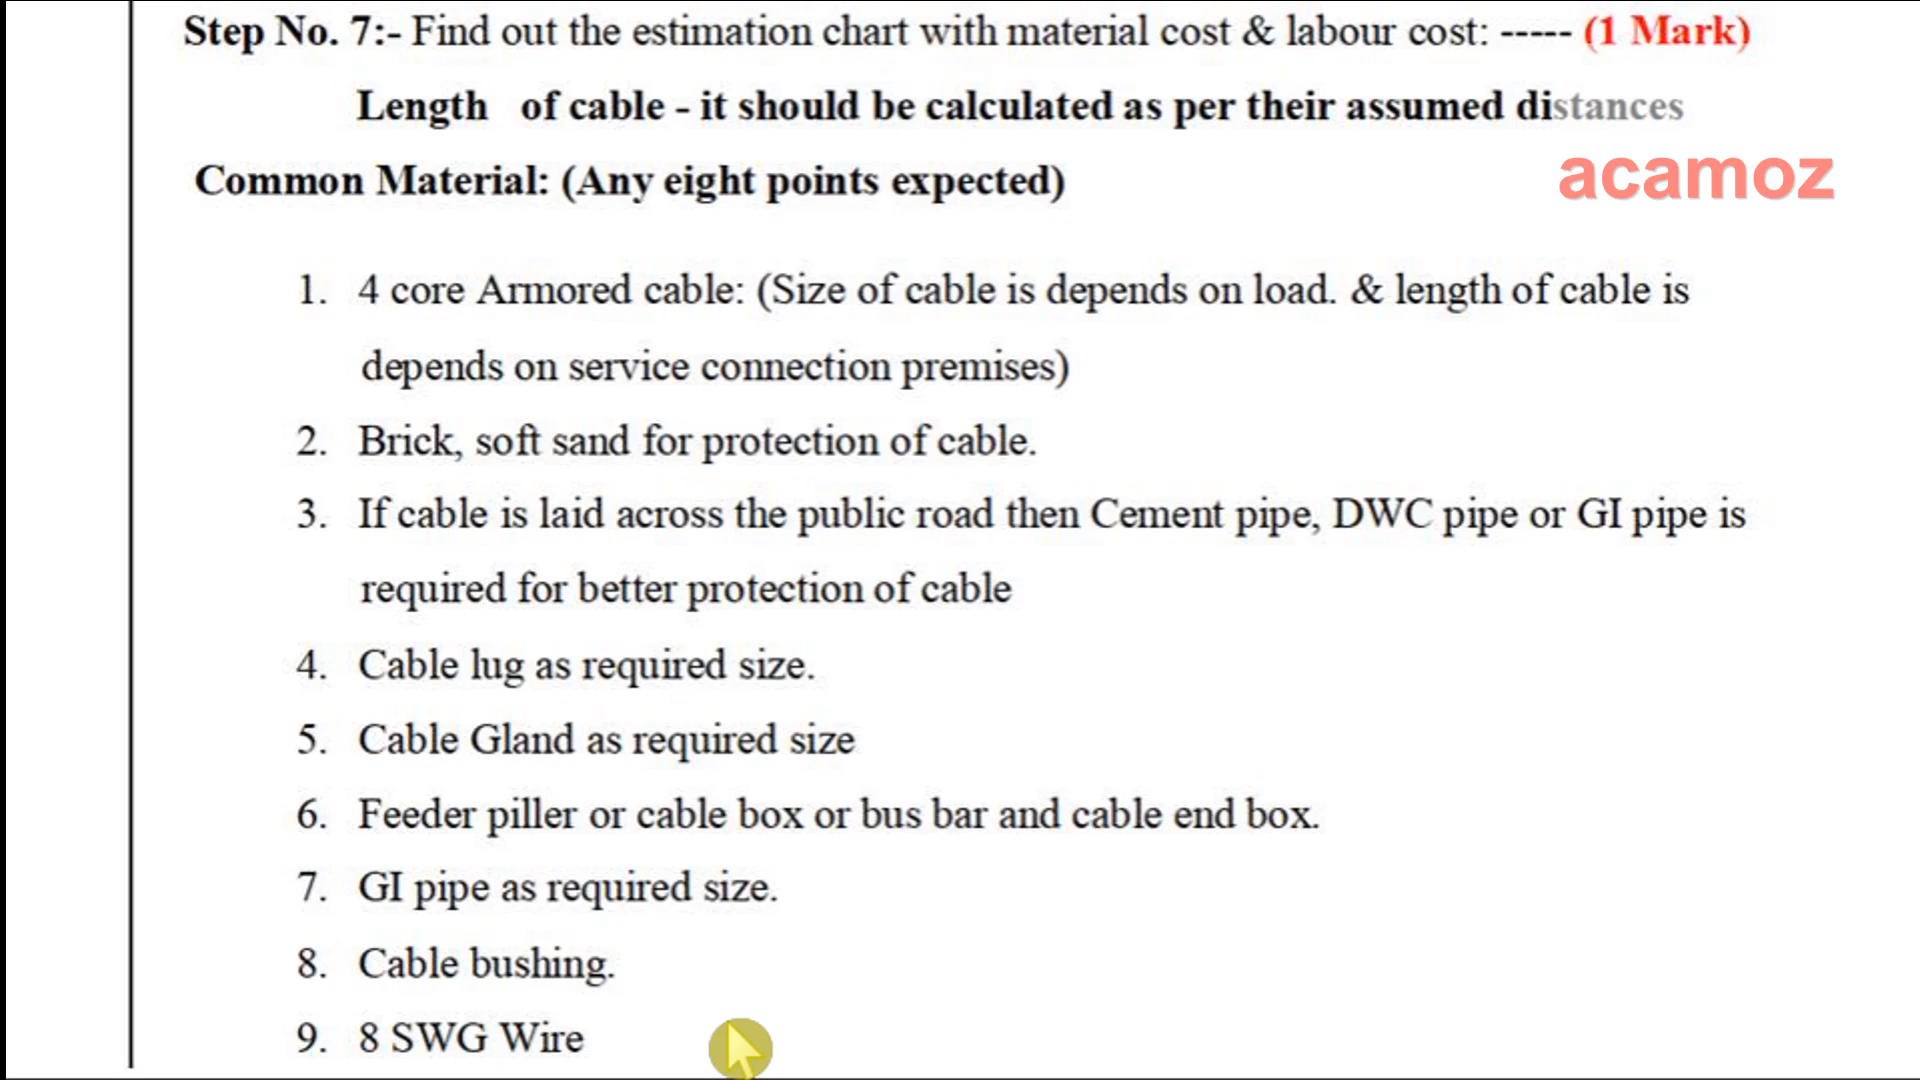 Step No. 7:- Find out the estimation chart with material cost & labour cost: ----- (1 Mark)
Length of cable - it should be calculated as per their assumed distances
acamoz
Common Material: (Any eight points expected)
1. 4 core Armored cable: (Size of cable is depends on load. & length of cable is
depends on service connection premises)
2. Brick, soft sand for protection of cable.
3. If cable is laid across the public road then Cement pipe, DWC pipe or GI pipe is
required for better protection of cable
4. Cable lug as required size.
5. Cable Gland as required size
6. Feeder piller or cable box or bus bar and cable end box.
7. GI pipe as required size.
8. Cable bushing.
9. 8 SWG Wire